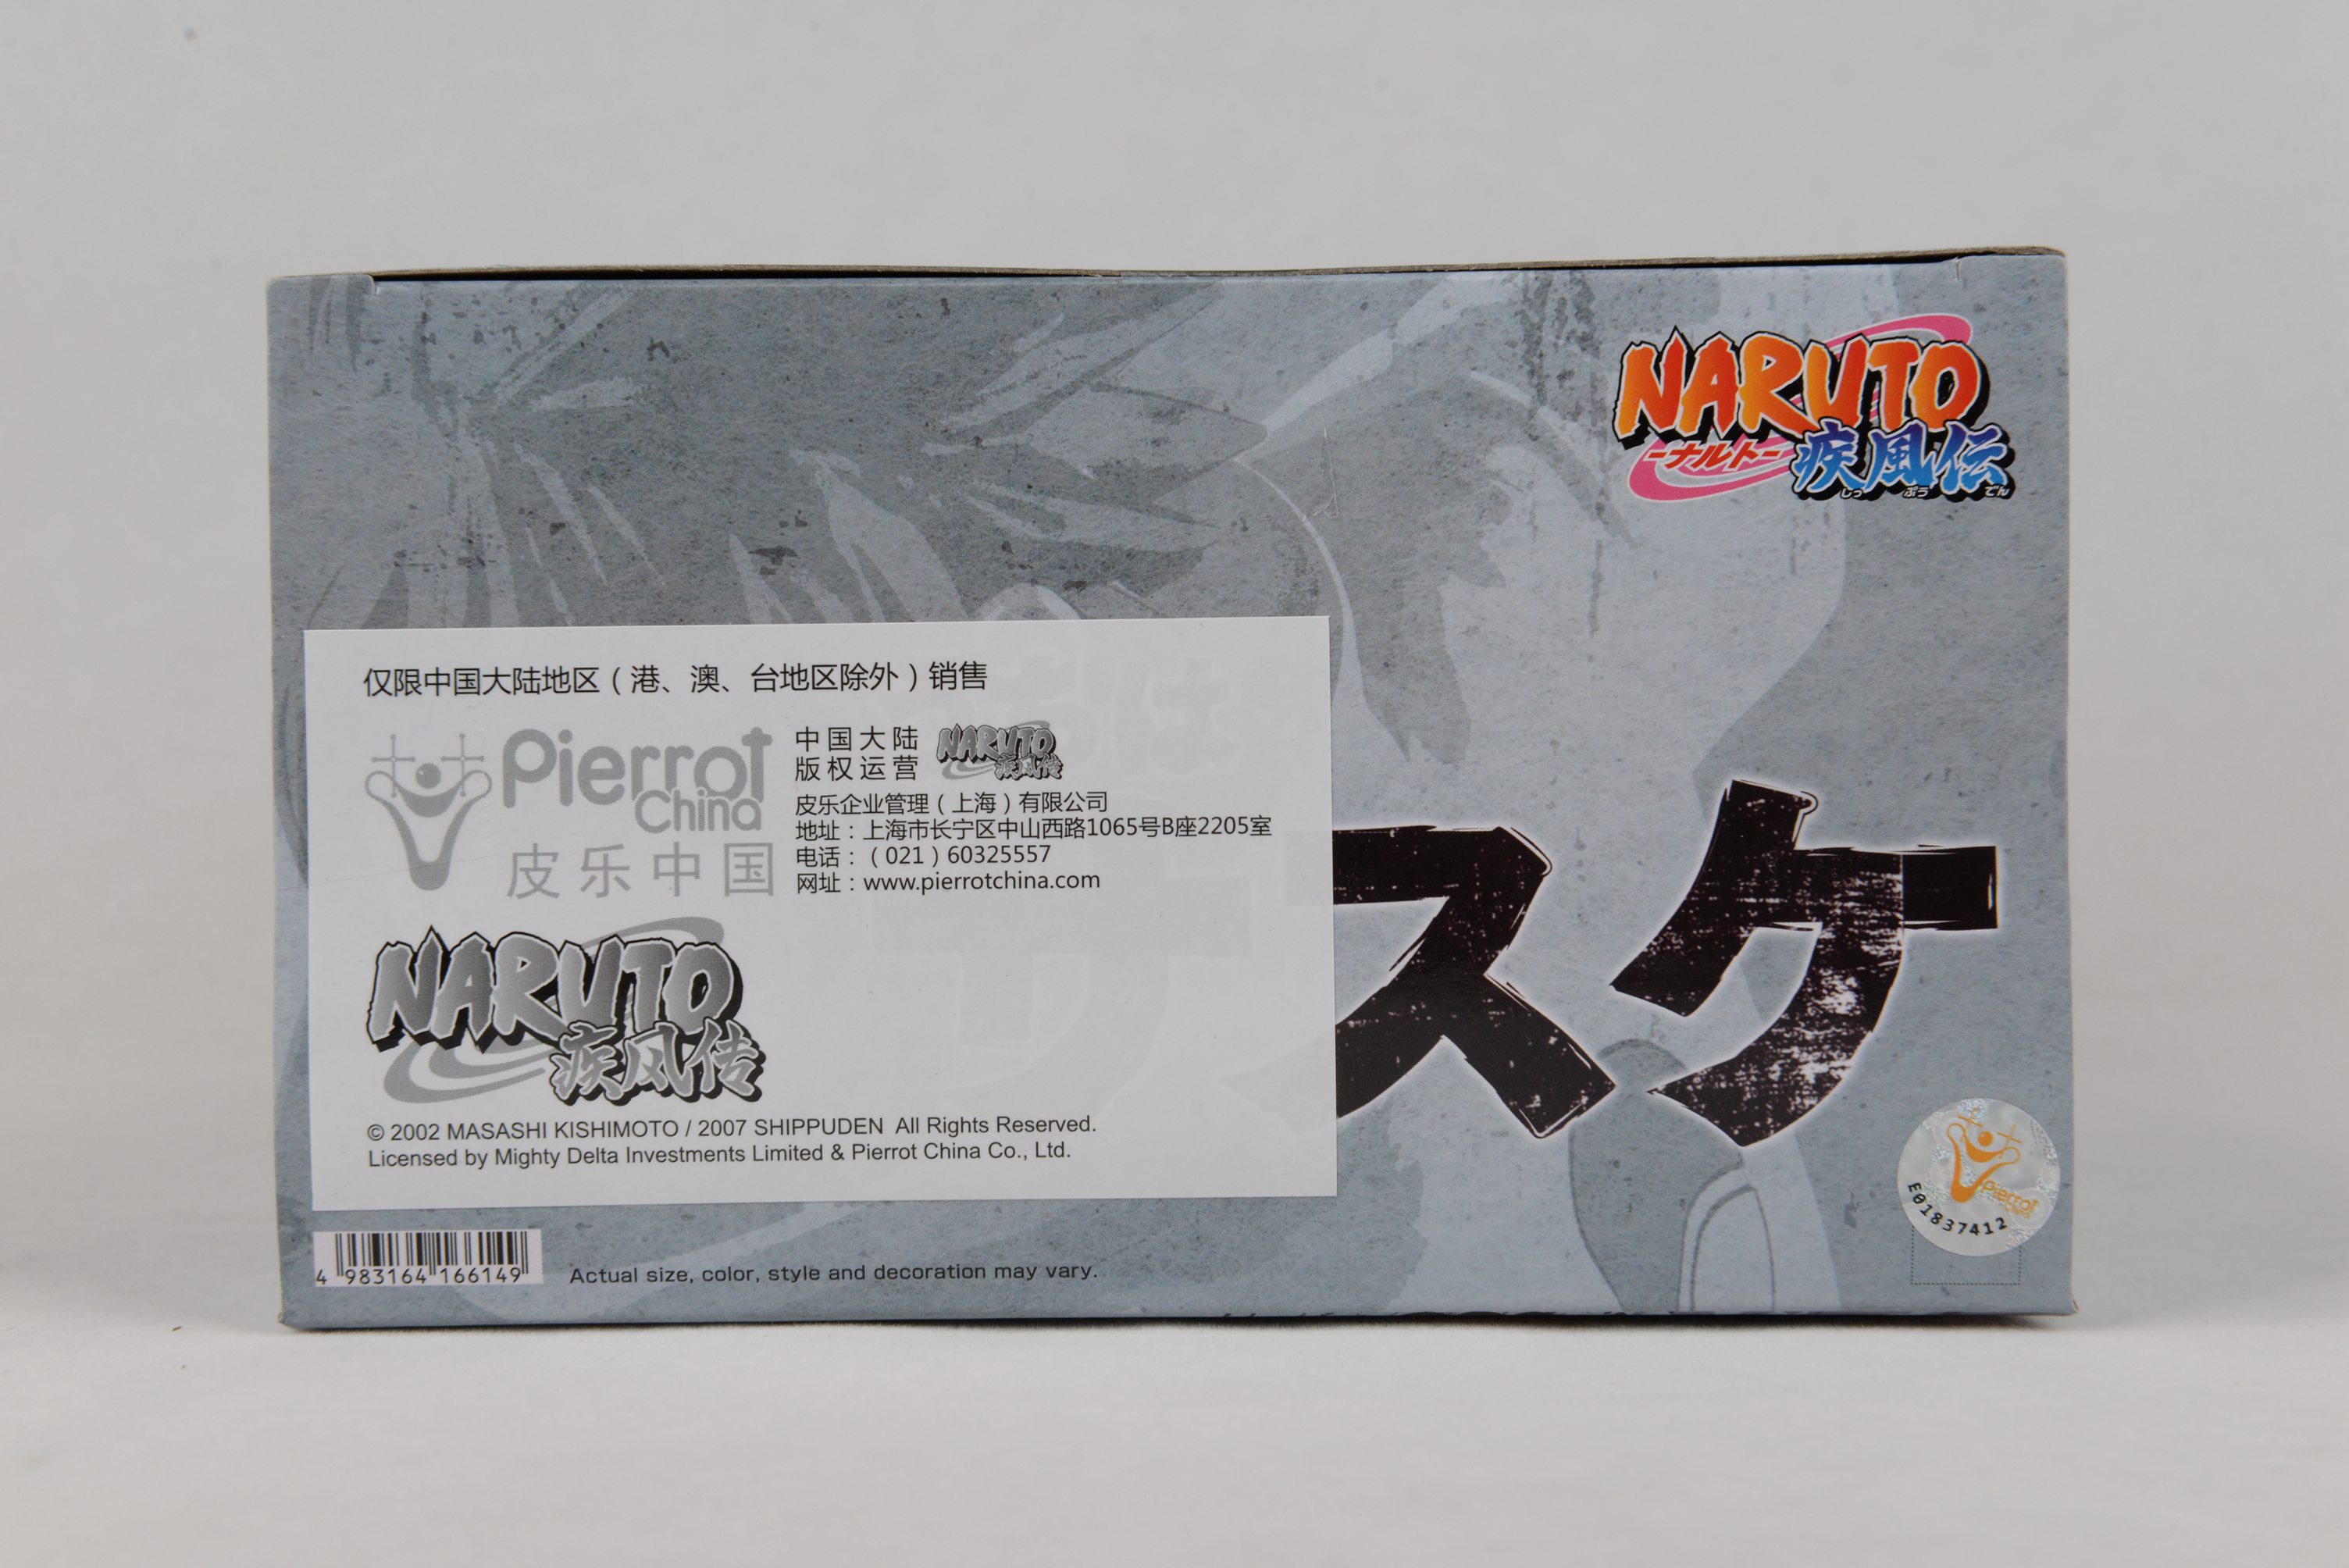 NARUTO
-ナルト-
疾風伝
しっ ぷう でん
仅限中国大陆地区（港、澳、台地区除外）销售
Pierrot
China
皮乐中国
中国大陆
版权运营
NARUTO
疾风传
皮乐企业管理（上海）有限公司
地址：上海市长宁区中山西路1065号B座2205室
电话：（021）60325557
网址：www.pierrotchina.com
NARUTO
疾风传
© 2002 MASASHI KISHIMOTO / 2007 SHIPPUDEN All Rights Reserved.
Licensed by Mighty Delta Investments Limited & Pierrot China Co., Ltd.
スケ
Pierrot
E01837412
4 983164 166149
Actual size, color, style and decoration may vary.